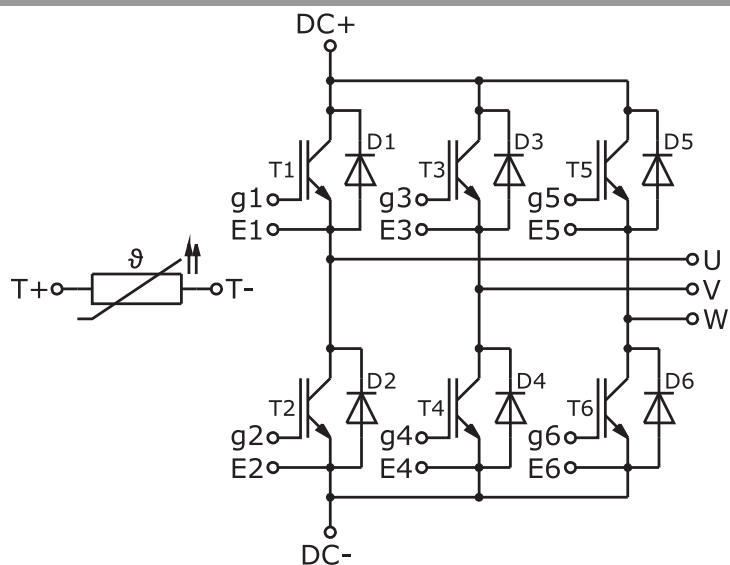 DC+
D1
D3
D5
T1
T3
T5
g1
g3
g5
E1
E3
E5
ϑ
U
T+
T-
V
W
D2
D4
D6
T2
T4
T6
g2
g4
g6
E2
E4
E6
DC-